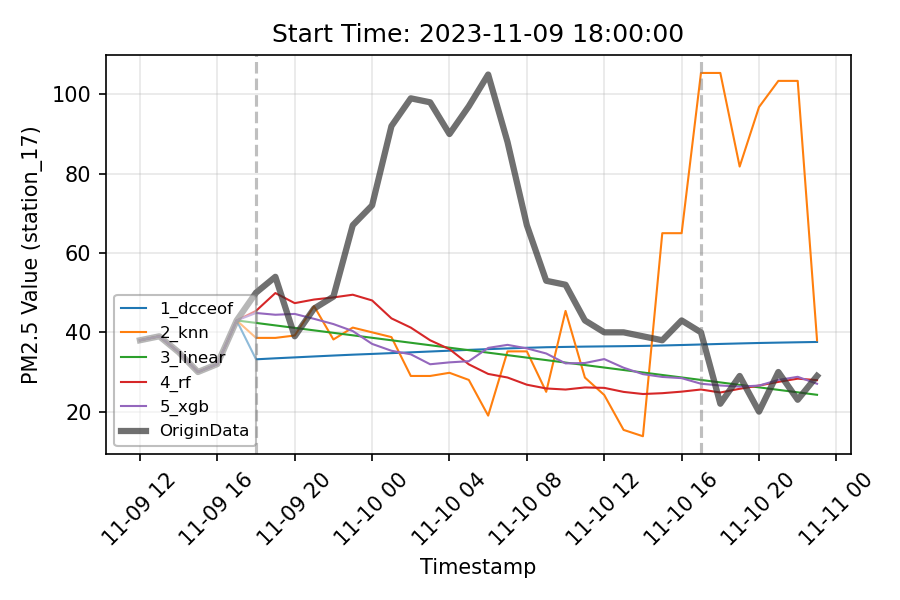 Start Time: 2023-11-09 18:00:00
PM2.5 Value (station_17)
100
80
60
40
20
1_dcceof
2_knn
3_linear
4_rf
5_xgb
OriginData
11-09 12
11-09 16
11-09 20
11-10 00
11-10 04
11-10 08
11-10 12
11-10 16
11-10 20
11-11 00
Timestamp